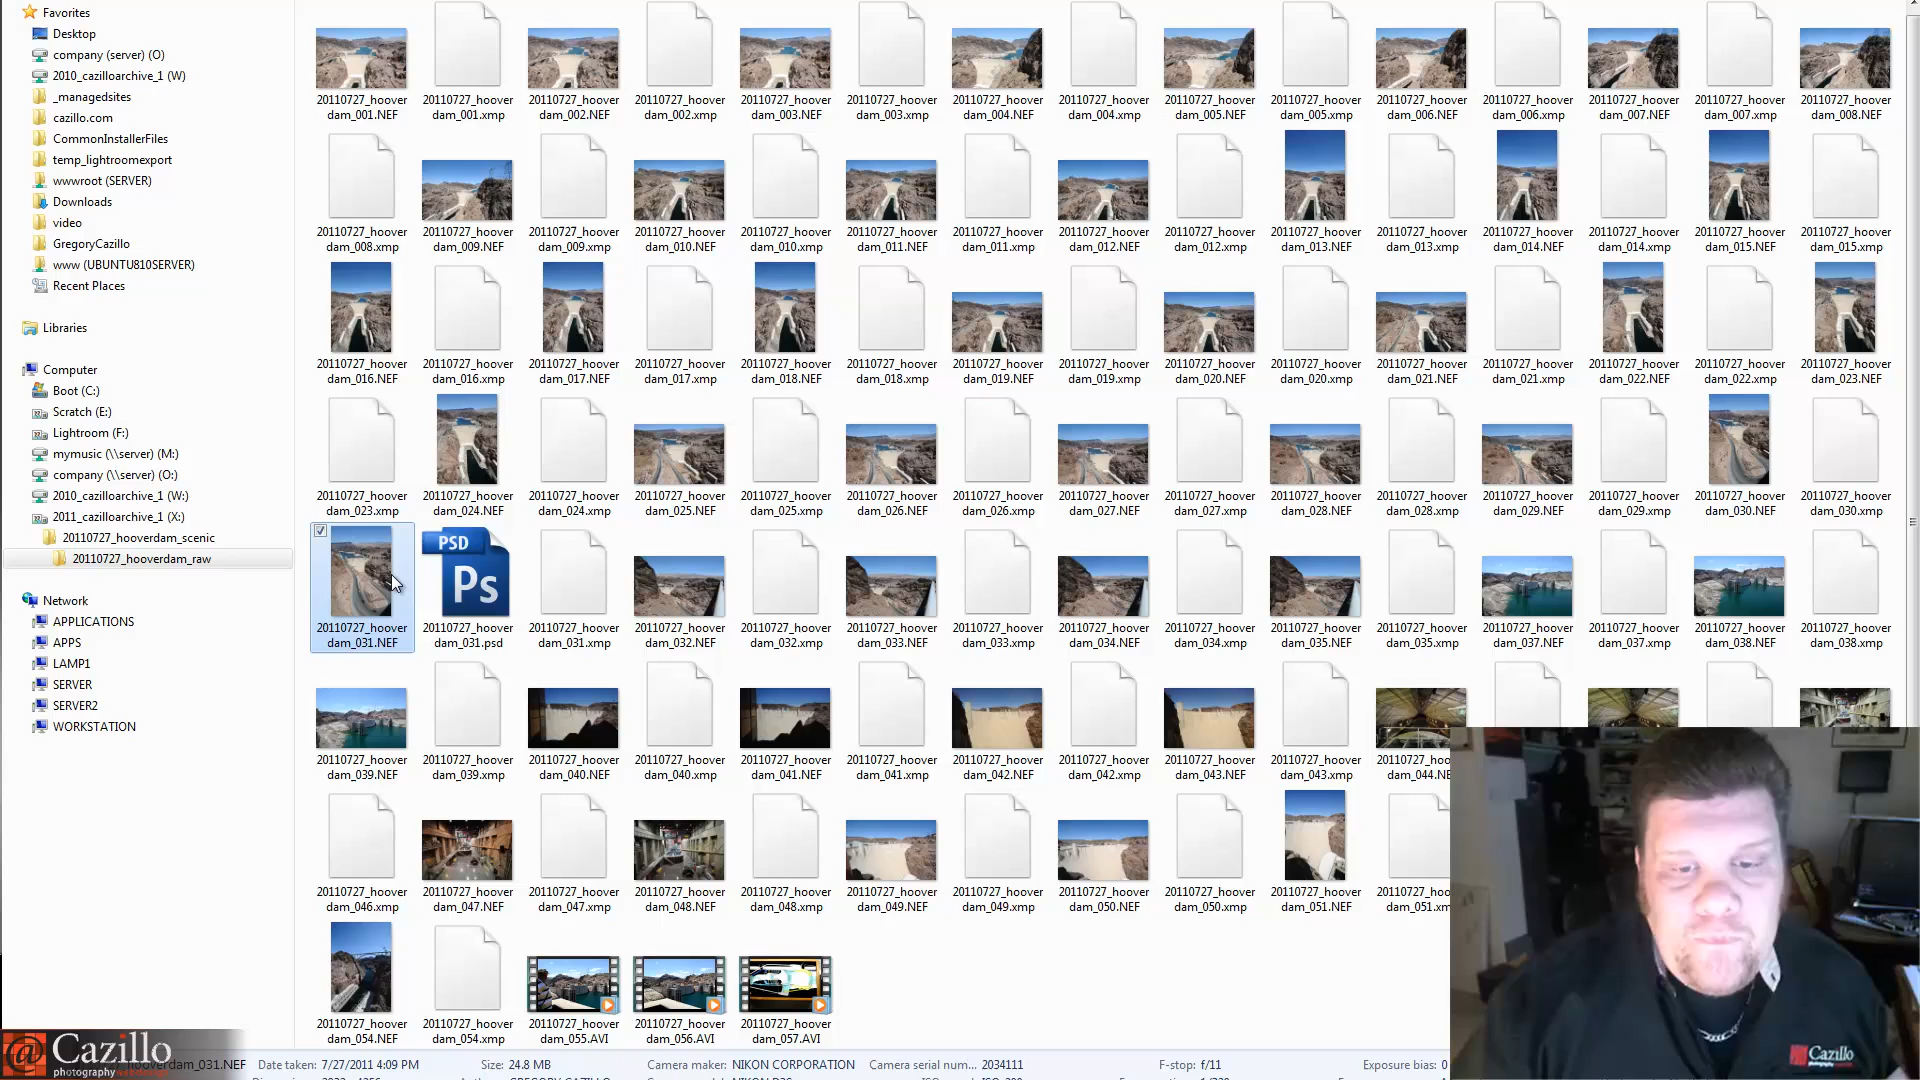 Favorites
Desktop
company (server) (O)
2010_cazilloarchive_1 (W)
_managedsites
cazillo.com
CommonInstallerFiles
temp_lightroomexport
wwwroot (SERVER)
Downloads
video
GregoryCazillo
www (UBUNTU810SERVER)
Recent Places
Libraries
Computer
Boot (C:)
Scratch (E:)
Lightroom (F:)
mymusic (\\server) (M:)
company (\\server) (O:)
2010_cazilloarchive_1 (W:)
2011_cazilloarchive_1 (X:)
20110727_hooverdam_scenic
20110727_hooverdam_raw
Network
APPLICATIONS
APPS
LAMP1
SERVER
SERVER2
WORKSTATION
20110727_hoover 20110727_hoover 20110727_hoover 20110727_hoover 20110727_hoover 20110727_hoover 20110727_hoover 20110727_hoover 20110727_hoover 20110727_hoover 20110727_hoover 20110727_hoover 20110727_hoover 20110727_hoover 20110727_hoover
dam_001.NEF dam_001.xmp dam_002.NEF dam_002.xmp dam_003.NEF dam_003.xmp dam_004.NEF dam_004.xmp dam_005.NEF dam_005.xmp dam_006.NEF dam_006.xmp dam_007.NEF dam_007.xmp dam_008.NEF
20110727_hoover 20110727_hoover 20110727_hoover 20110727_hoover 20110727_hoover 20110727_hoover 20110727_hoover 20110727_hoover 20110727_hoover 20110727_hoover 20110727_hoover 20110727_hoover 20110727_hoover 20110727_hoover 20110727_hoover
dam_008.xmp dam_009.NEF dam_009.xmp dam_010.NEF dam_010.xmp dam_011.NEF dam_011.xmp dam_012.NEF dam_012.xmp dam_013.NEF dam_013.xmp dam_014.NEF dam_014.xmp dam_015.NEF dam_015.xmp
20110727_hoover 20110727_hoover 20110727_hoover 20110727_hoover 20110727_hoover 20110727_hoover 20110727_hoover 20110727_hoover 20110727_hoover 20110727_hoover 20110727_hoover 20110727_hoover 20110727_hoover 20110727_hoover 20110727_hoover
dam_016.NEF dam_016.xmp dam_017.NEF dam_017.xmp dam_018.NEF dam_018.xmp dam_019.NEF dam_019.xmp dam_020.NEF dam_020.xmp dam_021.NEF dam_021.xmp dam_022.NEF dam_022.xmp dam_023.NEF
20110727_hoover 20110727_hoover 20110727_hoover 20110727_hoover 20110727_hoover 20110727_hoover 20110727_hoover 20110727_hoover 20110727_hoover 20110727_hoover 20110727_hoover 20110727_hoover 20110727_hoover 20110727_hoover 20110727_hoover
dam_023.xmp dam_024.NEF dam_024.xmp dam_025.NEF dam_025.xmp dam_026.NEF dam_026.xmp dam_027.NEF dam_027.xmp dam_028.NEF dam_028.xmp dam_029.NEF dam_029.xmp dam_030.NEF dam_030.xmp
PSD
Ps
20110727_hoover 20110727_hoover 20110727_hoover 20110727_hoover 20110727_hoover 20110727_hoover 20110727_hoover 20110727_hoover 20110727_hoover 20110727_hoover 20110727_hoover 20110727_hoover 20110727_hoover 20110727_hoover 20110727_hoover
dam_031.NEF dam_031.psd dam_031.xmp dam_032.NEF dam_032.xmp dam_033.NEF dam_033.xmp dam_034.NEF dam_034.xmp dam_035.NEF dam_035.xmp dam_037.NEF dam_037.xmp dam_038.NEF dam_038.xmp
20110727_hoover 20110727_hoover 20110727_hoover 20110727_hoover 20110727_hoover 20110727_hoover 20110727_hoover 20110727_hoover 20110727_hoover 20110727_hoover 20110727_hoo
dam_039.NEF dam_039.xmp dam_040.NEF dam_040.xmp dam_041.NEF dam_041.xmp dam_042.NEF dam_042.xmp dam_043.NEF dam_043.xmp dam_044.NE
20110727_hoover 20110727_hoover 20110727_hoover 20110727_hoover 20110727_hoover 20110727_hoover 20110727_hoover 20110727_hoover 20110727_hoover 20110727_hoover 20110727_hoo
dam_046.xmp dam_047.NEF dam_047.xmp dam_048.NEF dam_048.xmp dam_049.NEF dam_049.xmp dam_050.NEF dam_050.xmp dam_051.NEF dam_051.xm
20110727_hoover 20110727_hoover 20110727_hoover 20110727_hoover 20110727_hoover
dam_054.NEF dam_054.xmp dam_055.AVI dam_056.AVI dam_057.AVI
@Cazillo
photography
hooverdam_031.NEF Date taken: 7/27/2011 4:09 PM Size: 24.8 MB Camera maker: NIKON CORPORATION Camera serial num... 2034111 F-stop: f/11 Exposure bias: 0
Cazillo